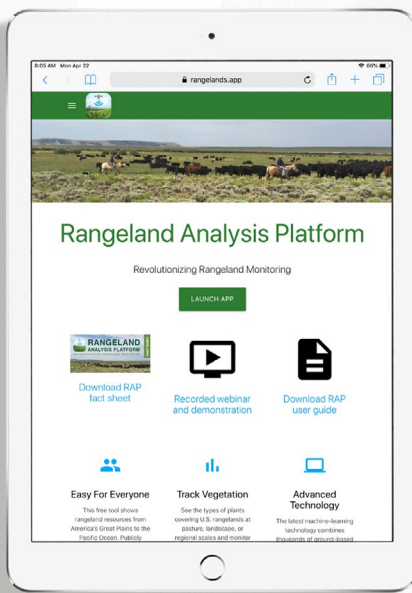 8:05 AM Mon Apr 22
68%
rangelands.app
Rangeland Analysis Platform
Revolutionizing Rangeland Monitoring
LAUNCH APP
RANGELAND
ANALYSIS PLATFORM
Download RAP
fact sheet
Recorded webinar
and demonstration
Download RAP
user guide
Easy For Everyone
This free tool shows
rangeland resources from
America's Great Plains to the
Pacific Ocean. Publicly
Track Vegetation
See the types of plants
covering U.S. rangelands at
pasture, landscape, or
regional scales and monitor
Advanced
Technology
The latest machine-learning
technology combines
thousands of ground-based